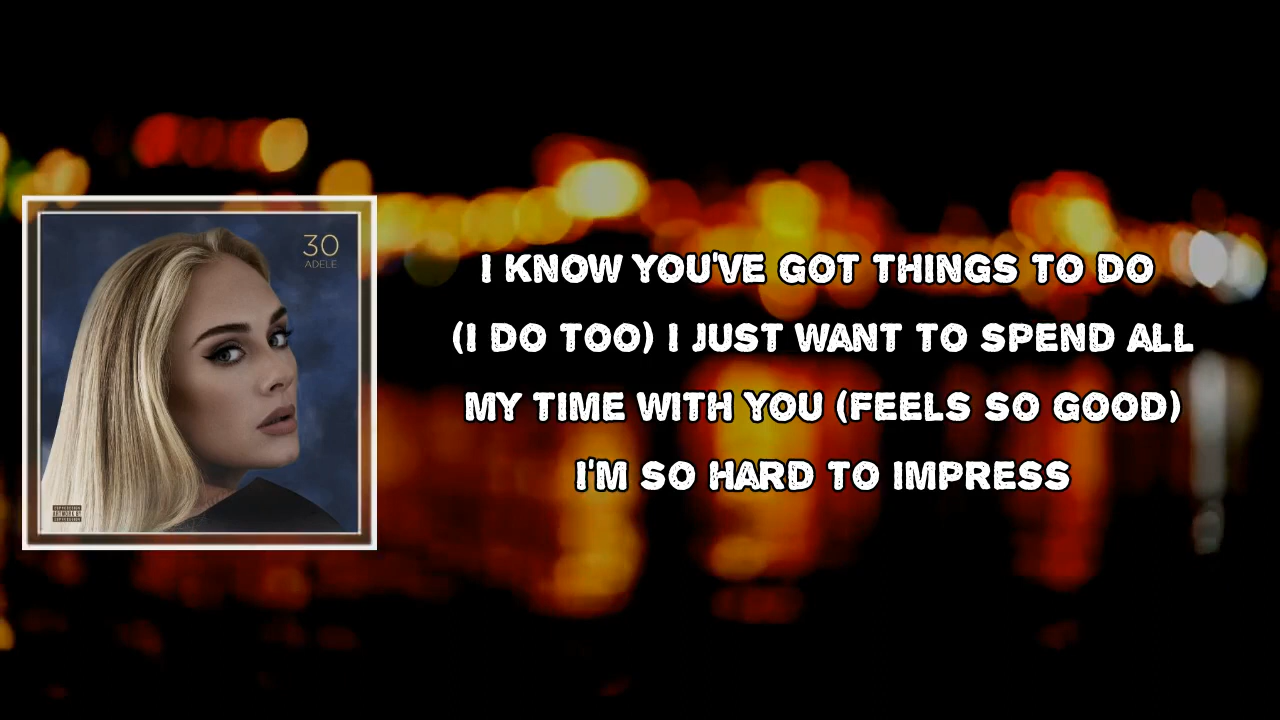 30
ADELE
I KNOW YOU'VE GOT THINGS TO DO
(I DO TOO) I JUST WANT TO SPEND ALL
MY TIME WITH YOU (FEELS SO GOOD)
I'M SO HARD TO IMPRESS